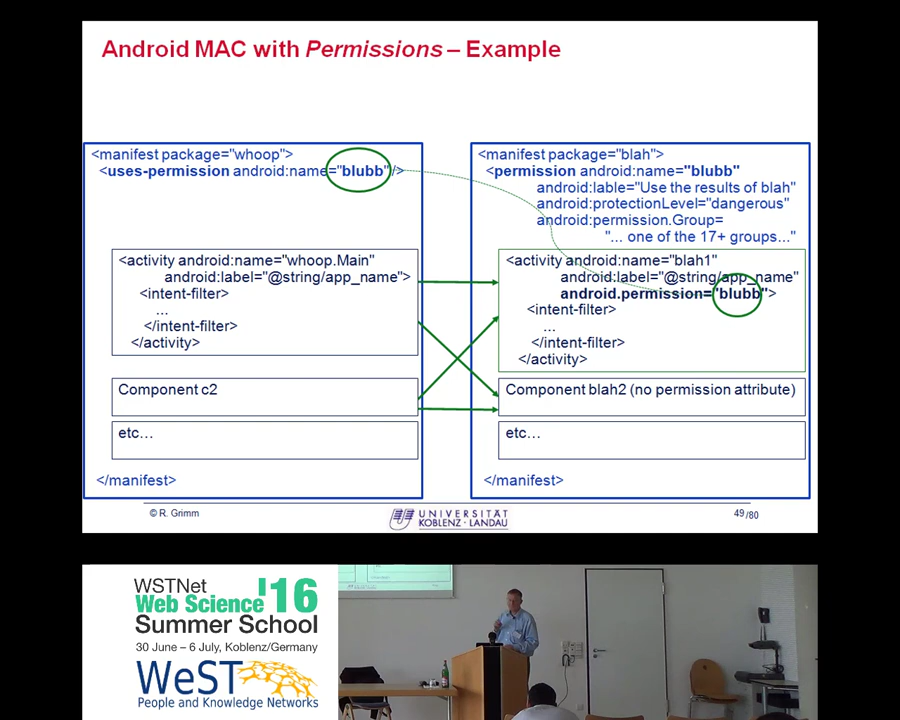 Android MAC with Permissions – Example
<manifest package="whoop">
<uses-permission android:name="blubb"/>
<activity android:name="whoop.Main"
android:label="@string/app_name">
<intent-filter>
...
</intent-filter>
</activity>
Component c2
etc...
</manifest>
<manifest package="blah">
<permission android:name="blubb"
android:lable="Use the results of blah"
android:protectionLevel="dangerous"
android:permission.Group=
"... one of the 17+ groups..."
<activity android:name="blah1"
android:label="@string/app_name"
android.permission="blubb">
<intent-filter>
...
</intent-filter>
</activity>
Component blah2 (no permission attribute)
etc...
</manifest>
© R. Grimm
UNIVERSITÄT
KOBLENZ · LANDAU
49/80
WSTNet
Web Science '16
Summer School
30 June – 6 July, Koblenz/Germany
WeST
People and Knowledge Networks